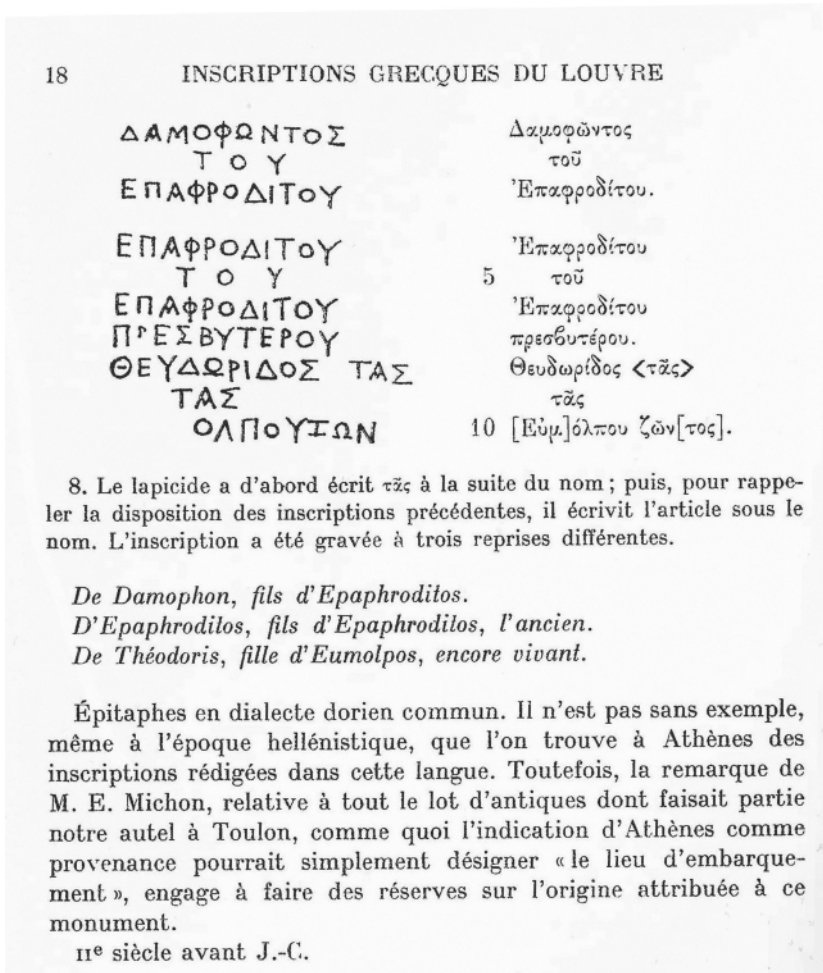 18 INSCRIPTIONS GRECQUES DU LOUVRE
ΔΑΜΟΦΩΝΤΟΣ Δαμοφῶντος
ΤΟΥ τοῦ
ΕΠΑΦΡΟΔΙΤΟΥ Ἐπαφροδίτου.
ΕΠΑΦΡΟΔΙΤΟΥ Ἐπαφροδίτου
ΤΟΥ 5 τοῦ
ΕΠΑΦΡΟΔΙΤΟΥ Ἐπαφροδίτου
ΠΡΕΣΒΥΤΕΡΟΥ πρεσϐυτέρου.
ΘΕΥΔΩΡΙΔΟΣ ΤΑΣ Θευδωρίδος <τᾶς>
ΤΑΣ τᾶς
ΟΛΠΟΥΖΩΝ 10 [Εὐμ]όλπου ζῶν[τος].
8. Le lapicide a d'abord écrit τᾶς à la suite du nom ; puis, pour rappe-
ler la disposition des inscriptions précédentes, il écrivit l'article sous le
nom. L'inscription a été gravée à trois reprises différentes.
De Damophon, fils d'Epaphroditos.
D'Epaphroditos, fils d'Epaphroditos, l'ancien.
De Théodoris, fille d'Eumolpos, encore vivant.
Épitaphes en dialecte dorien commun. Il n'est pas sans exemple,
même à l'époque hellénistique, que l'on trouve à Athènes des
inscriptions rédigées dans cette langue. Toutefois, la remarque de
M. E. Michon, relative à tout le lot d'antiques dont faisait partie
notre autel à Toulon, comme quoi l'indication d'Athènes comme
provenance pourrait simplement désigner « le lieu d'embarque-
ment », engage à faire des réserves sur l'origine attribuée à ce
monument.
IIe siècle avant J.-C.